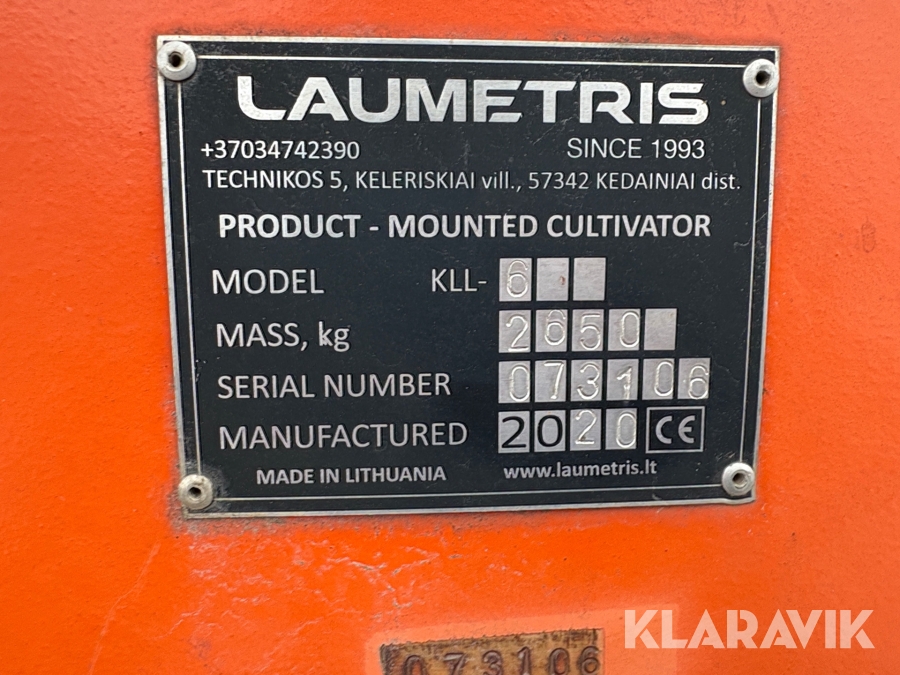 LAUMETRIS
+37034742390 SINCE 1993
TECHNIKOS 5, KELERISKIAI vill., 57342 KEDAINIAI dist.
PRODUCT - MOUNTED CULTIVATOR
MODEL KLL- 6
MASS, kg 2650
SERIAL NUMBER 073106
MANUFACTURED 2020 CE
MADE IN LITHUANIA www.laumetris.lt
KLARAVIK
073106